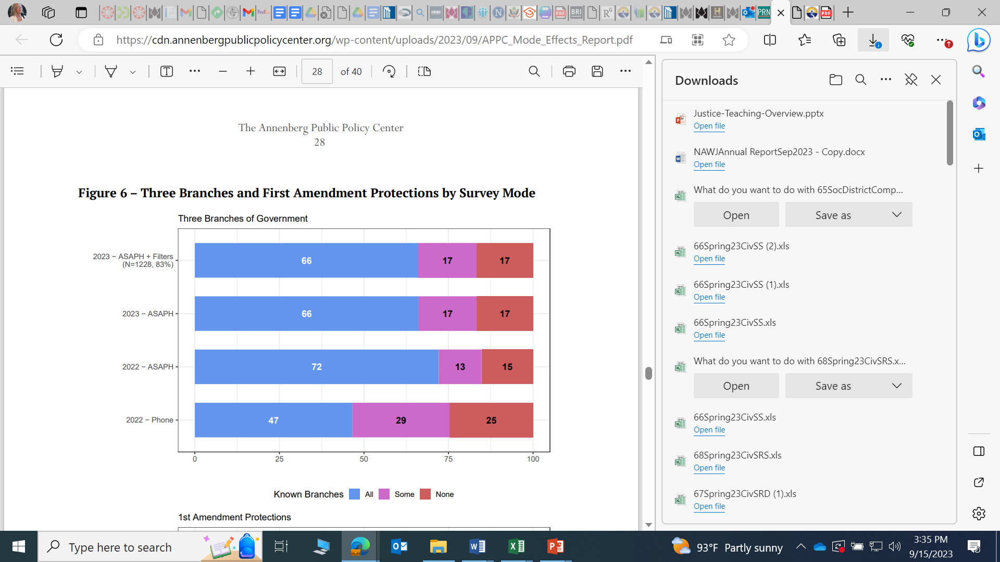 FedEx
HNN
PDF
BRI
RG
N
H
PRN
PDF
https://cdn.annenbergpublicpolicycenter.org/wp-content/uploads/2023/09/APPC_Mode_Effects_Report.pdf
28 of 40
The Annenberg Public Policy Center
28
Figure 6 – Three Branches and First Amendment Protections by Survey Mode
Three Branches of Government
2023 − ASAPH + Filters
(N=1228, 83%)
66 17 17
2023 − ASAPH
66 17 17
2022 − ASAPH
72 13 15
2022 − Phone
47 29 25
0 25 50 75 100
Known Branches All Some None
1st Amendment Protections
Downloads
Justice-Teaching-Overview.pptx
Open file
NAWJAnnual ReportSep2023 - Copy.docx
Open file
What do you want to do with 65SocDistrictComp...
Open Save as
66Spring23CivSS (2).xls
Open file
66Spring23CivSS (1).xls
Open file
66Spring23CivSS.xls
Open file
What do you want to do with 68Spring23CivSRS.x...
Open Save as
66Spring23CivSS.xls
Open file
68Spring23CivSRS.xls
Open file
67Spring23CivSRD (1).xls
Open file
Type here to search
93°F Partly sunny
3:35 PM
9/15/2023